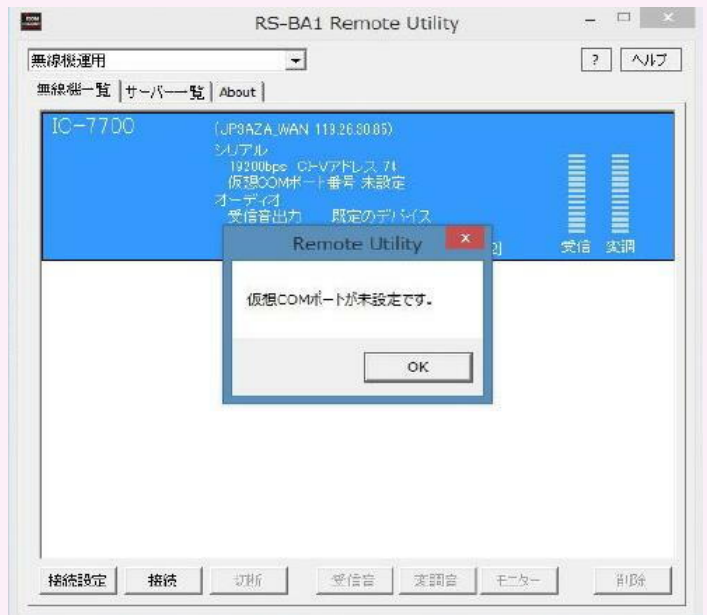 RS-BA1 Remote Utility
無線機運用
? ヘルプ
無線機一覧 サーバー一覧 About
IC-7700 (JP3AZA_WAN 119.26.90.85)
シリアル
19200bps CI-Vアドレス 74
仮想COMポート番号 未設定
オーディオ
受信音出力 既定のデバイス
受信 変調
Remote Utility
仮想COMポートが未設定です。
OK
接続設定 接続 切断 受信音 変調音 モニター 削除